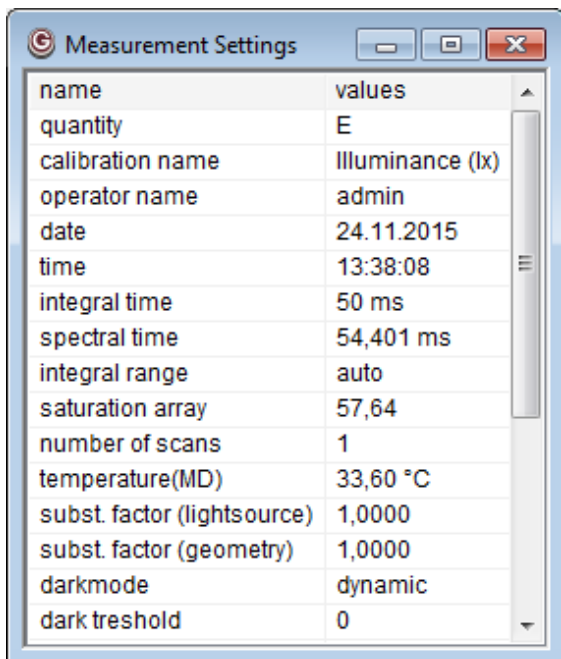 Measurement Settings
name values
quantity E
calibration name Illuminance (lx)
operator name admin
date 24.11.2015
time 13:38:08
integral time 50 ms
spectral time 54,401 ms
integral range auto
saturation array 57,64
number of scans 1
temperature(MD) 33,60 °C
subst. factor (lightsource) 1,0000
subst. factor (geometry) 1,0000
darkmode dynamic
dark treshold 0